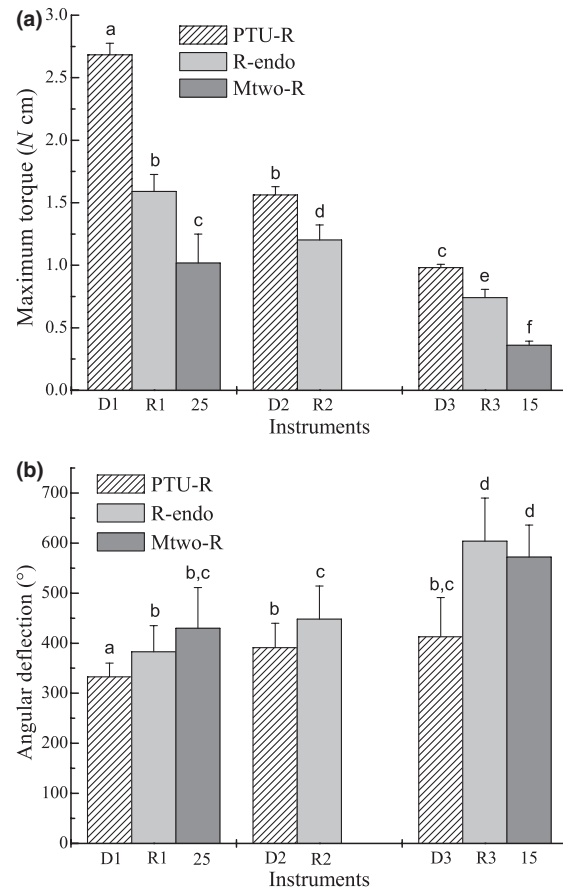 (a)
3.0
2.5
2.0
1.5
1.0
0.5
0.0
Maximum torque (N cm)
PTU-R
R-endo
Mtwo-R
a
b
c
b
d
c
e
f
D1 R1 25 D2 R2 D3 R3 15
Instruments
(b)
700
600
500
400
300
200
100
0
Angular deflection (°)
PTU-R
R-endo
Mtwo-R
a
b
b,c
b
c
b,c
d
d
D1 R1 25 D2 R2 D3 R3 15
Instruments